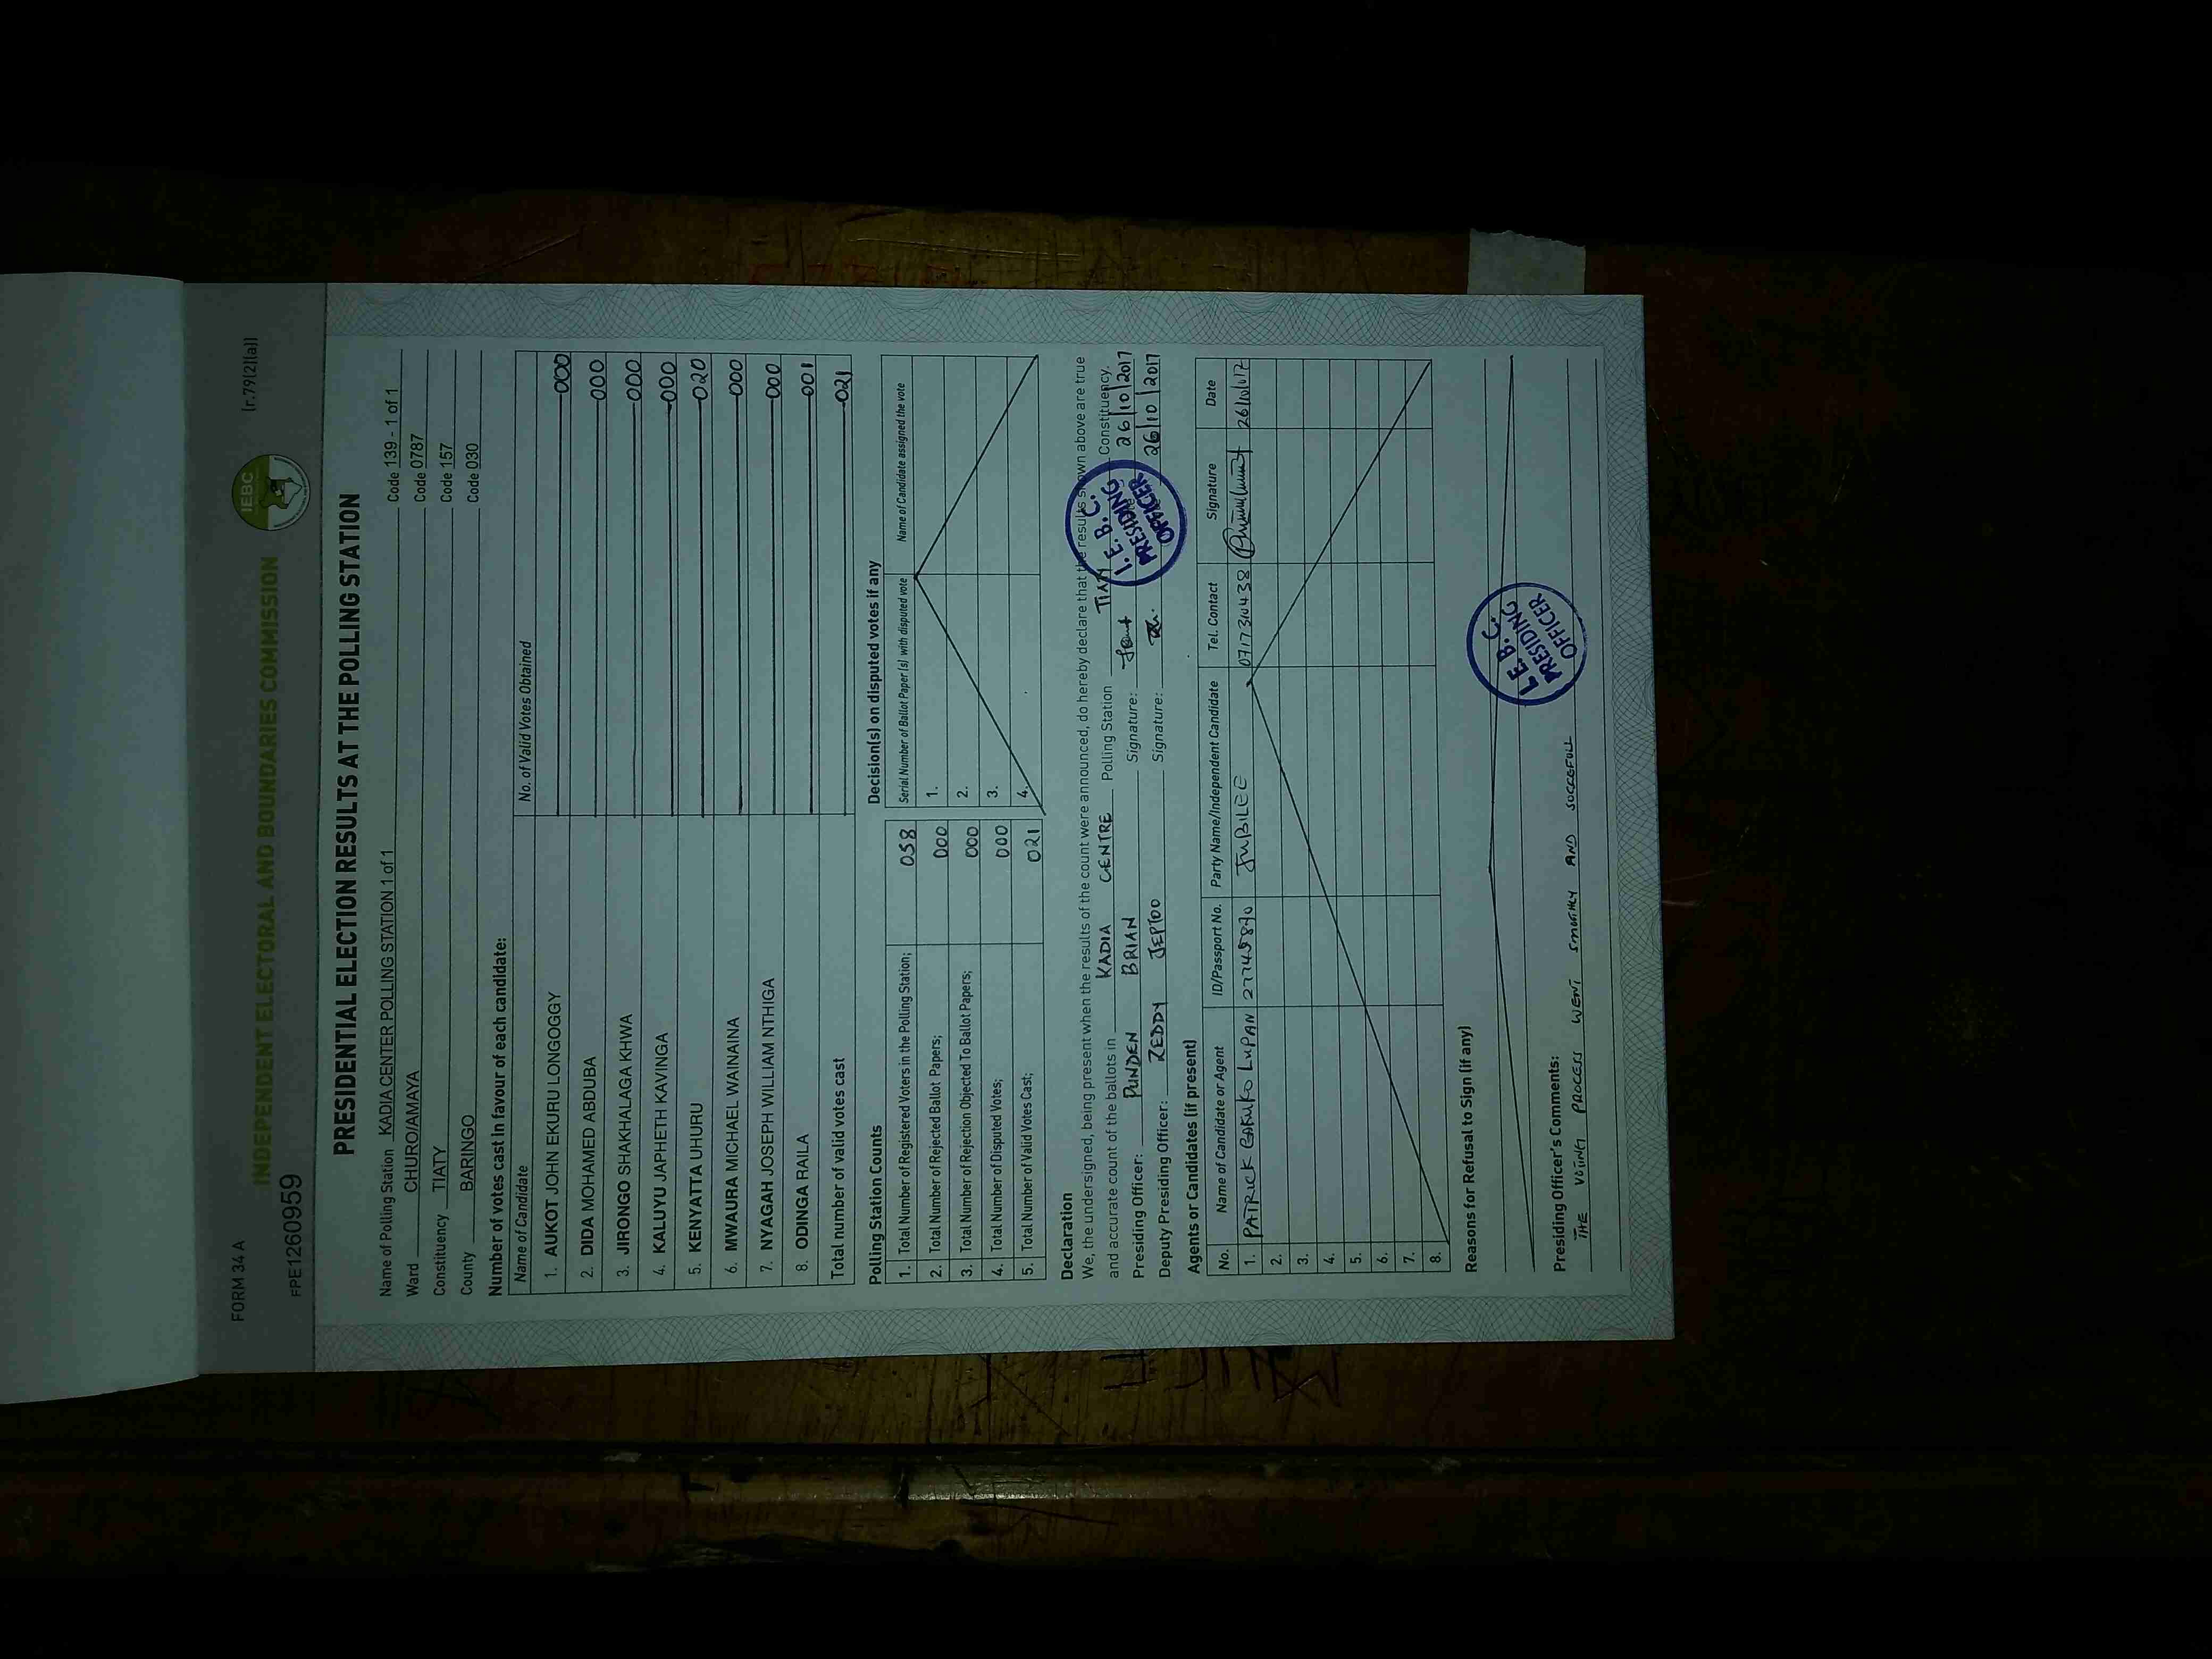 FORM 34 A
[r.79(2)(a)]
INDEPENDENT ELECTORAL AND BOUNDARIES COMMISSION
IEBC
FPE1260959
PRESIDENTIAL ELECTION RESULTS AT THE POLLING STATION
Name of Polling Station KADIA CENTER POLLING STATION 1 of 1 Code 139 - 1 of 1
Ward CHURO/AMAYA Code 0787
Constituency TIATY Code 157
County BARINGO Code 030
Number of votes cast in favour of each candidate:
Name of Candidate No. of Valid Votes Obtained
1. AUKOT JOHN EKURU LONGOGGY 000
2. DIDA MOHAMED ABDUBA 000
3. JIRONGO SHAKHALAGA KHWA 000
4. KALUYU JAPHETH KAVINGA 000
5. KENYATTA UHURU 020
6. MWAURA MICHAEL WAINAINA 000
7. NYAGAH JOSEPH WILLIAM NTHIGA 000
8. ODINGA RAILA 001
Total number of valid votes cast 021
Polling Station Counts
1. Total Number of Registered Voters in the Polling Station; 058
2. Total Number of Rejected Ballot Papers; 000
3. Total Number of Rejection Objected To Ballot Papers; 000
4. Total Number of Disputed Votes; 000
5. Total Number of Valid Votes Cast; 021
Decision(s) on disputed votes if any
Serial Number of Ballot Paper (s) with disputed vote Name of Candidate assigned the vote
1.
2.
3.
4.
Declaration
We, the undersigned, being present when the results of the count were announced, do hereby declare that the results shown above are true
and accurate count of the ballots in KADIA CENTRE Polling Station TIATY Constituency.
Presiding Officer: PUNDEN BRIAN Signature: 26/10/2017
Deputy Presiding Officer: ZEDDY JEPTOO Signature: 26/10/2017
I. E. B. C. PRESIDING OFFICER
Agents or Candidates (if present)
No. Name of Candidate or Agent ID/Passport No. Party Name/Independent Candidate Tel. Contact Signature Date
1. PATRICK LUPAN JUBILEE 26/10/017
2.
3.
4.
5.
6.
7.
8.
Reasons for Refusal to Sign (if any)
I. E. B. C. PRESIDING OFFICER
Presiding Officer's Comments:
THE VOTING PROCESS WENT SMOTHLY AND SUCCEFULL